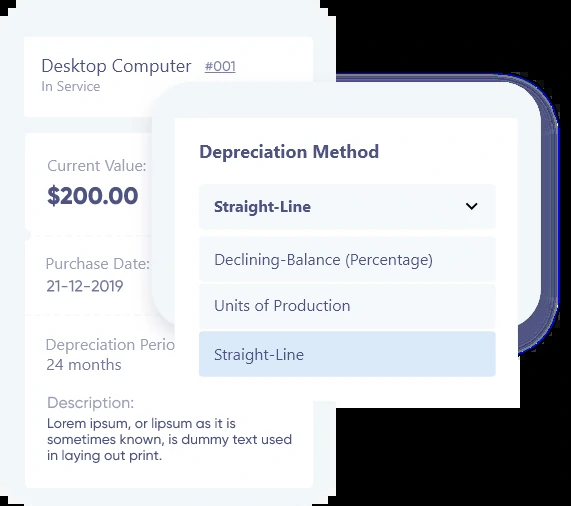 Desktop Computer #001
In Service
Current Value:
$200.00
Purchase Date:
21-12-2019
Depreciation Perio
24 months
Description:
Lorem ipsum, or lipsum as it is
sometimes known, is dummy text used
in laying out print.
Depreciation Method
Straight-Line
Declining-Balance (Percentage)
Units of Production
Straight-Line